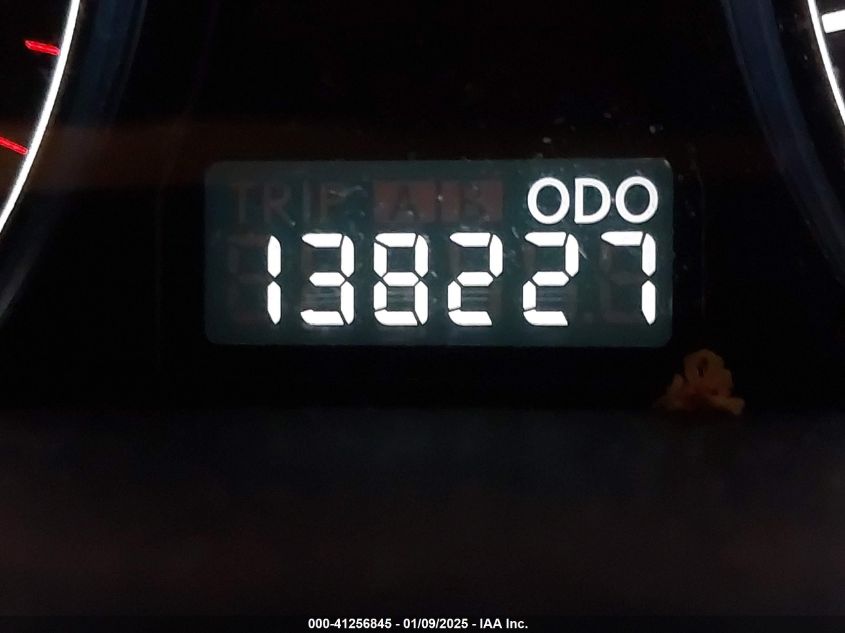 TRIP A B ODO
138227
000-41256845 - 01/09/2025 - IAA Inc.